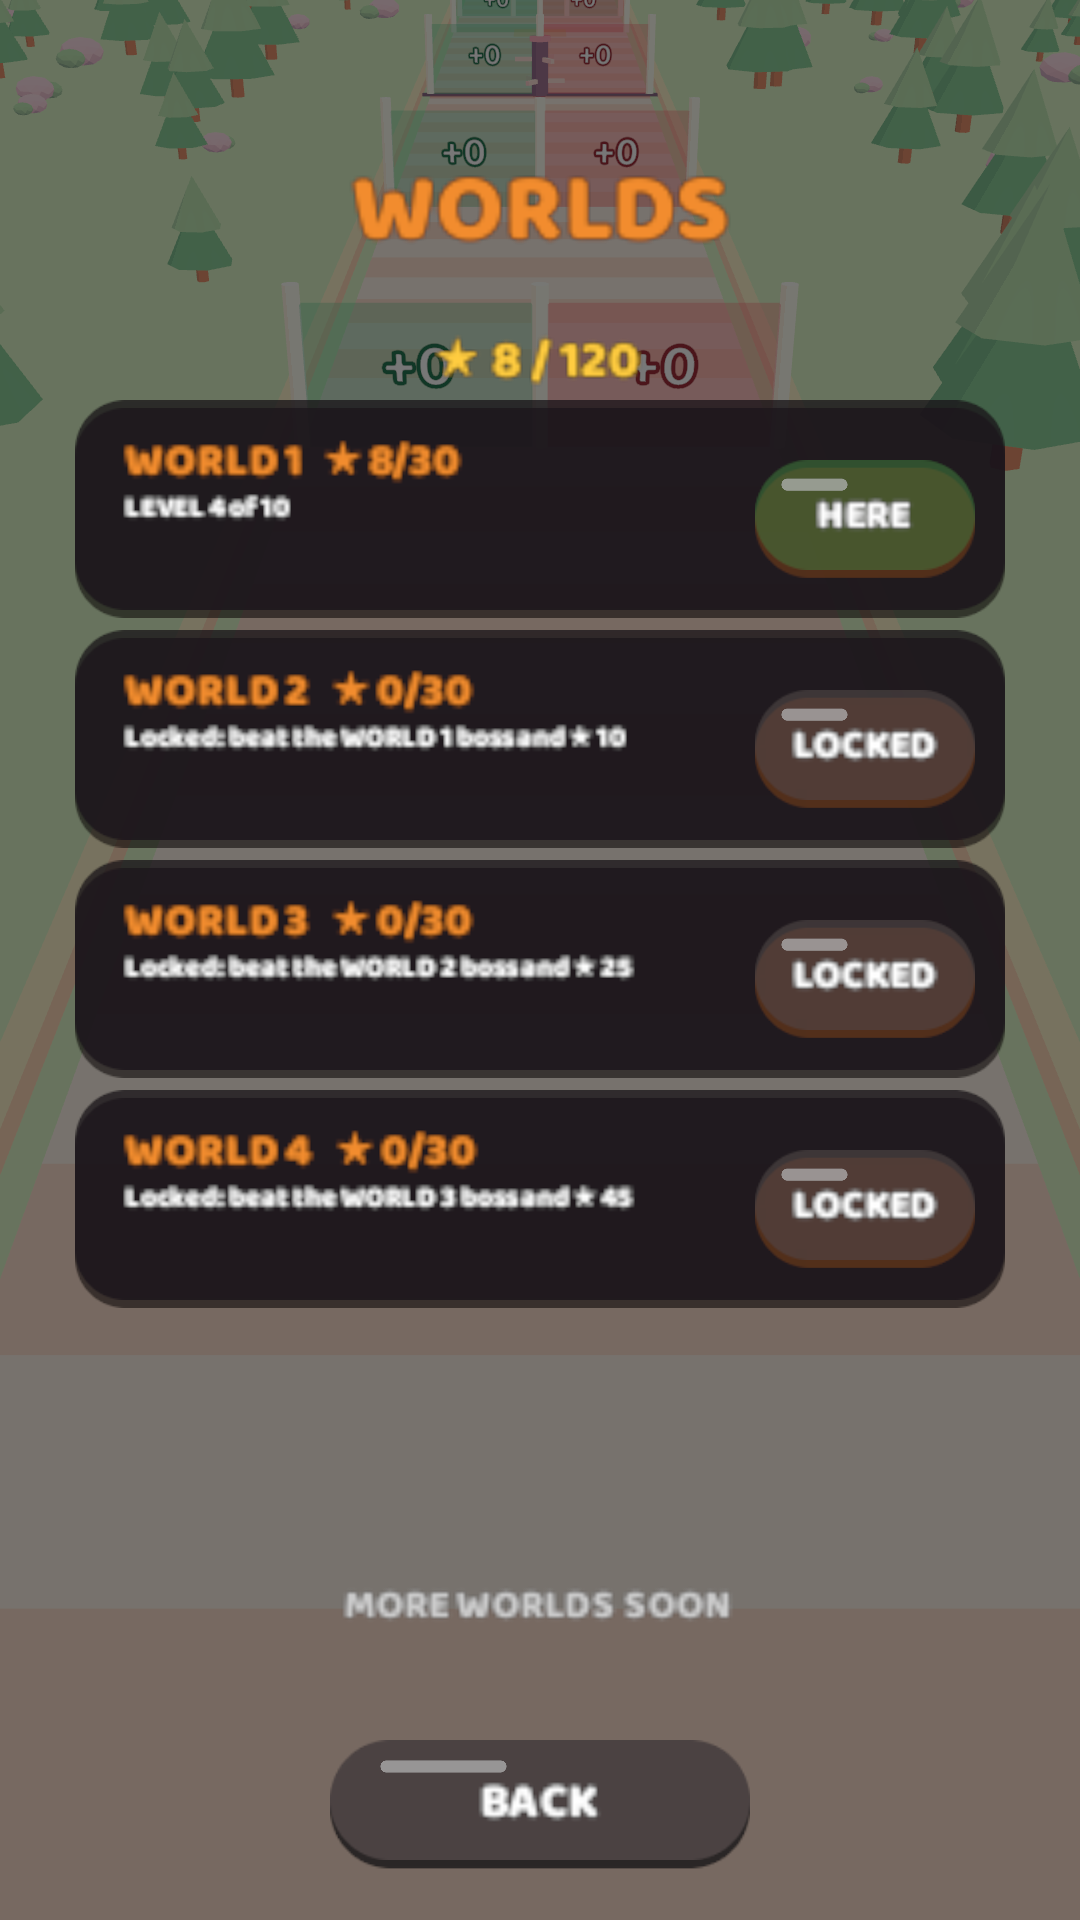 +0 +0
+0 +0
+0 +0
WORLDS
+0 ★ 8 / 120 +0
WORLD 1 ★ 8/30
LEVEL 4 of 10
HERE
WORLD 2 ★ 0/30
Locked: beat the WORLD 1 boss and ★ 10
LOCKED
WORLD 3 ★ 0/30
Locked: beat the WORLD 2 boss and ★ 25
LOCKED
WORLD 4 ★ 0/30
Locked: beat the WORLD 3 boss and ★ 45
LOCKED
MORE WORLDS SOON
BACK